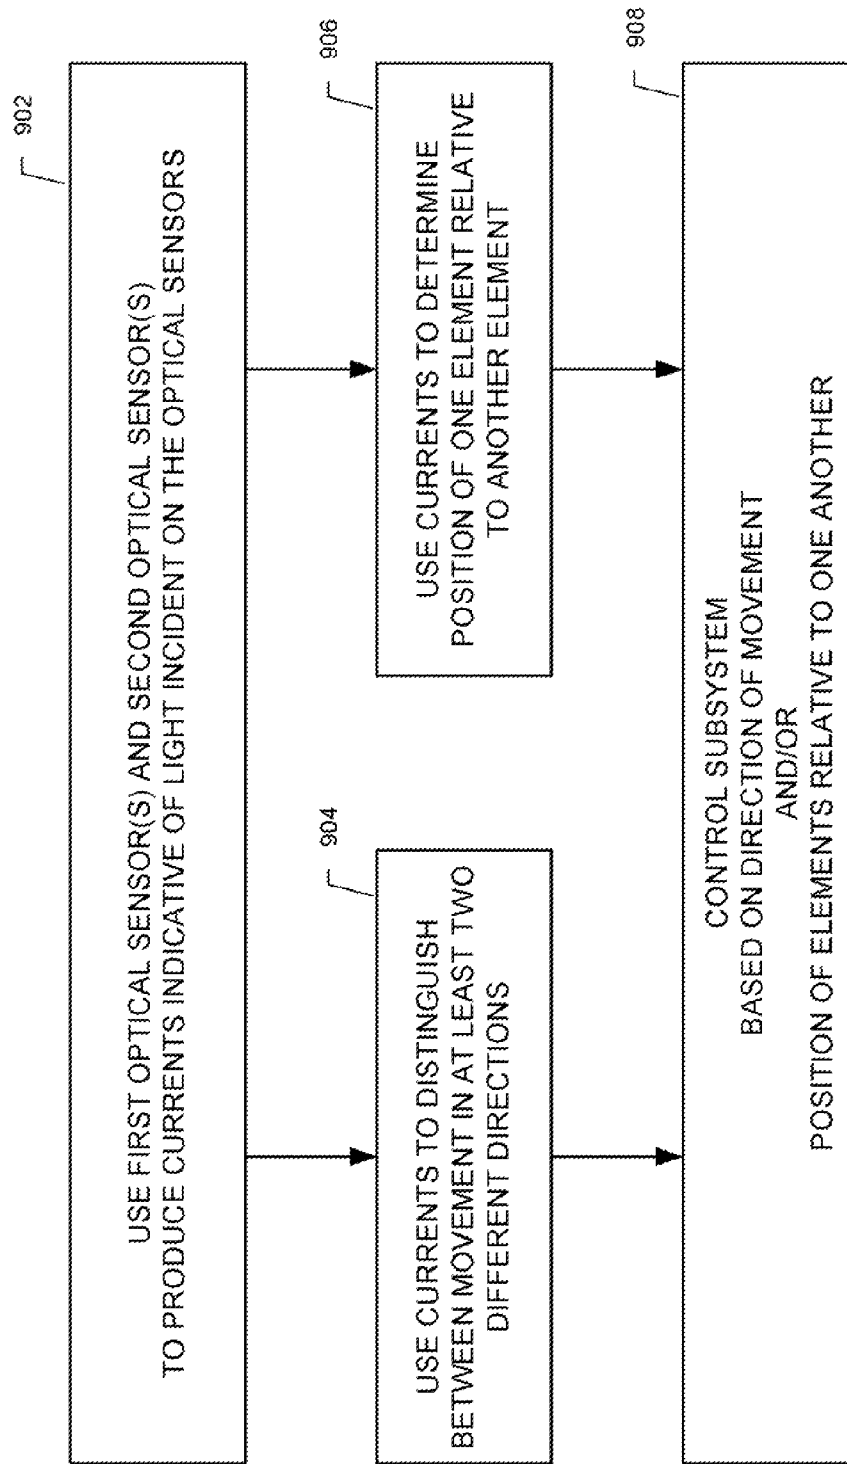 902
USE FIRST OPTICAL SENSOR(S) AND SECOND OPTICAL SENSOR(S)
TO PRODUCE CURRENTS INDICATIVE OF LIGHT INCIDENT ON THE OPTICAL SENSORS
904
USE CURRENTS TO DISTINGUISH
BETWEEN MOVEMENT IN AT LEAST TWO
DIFFERENT DIRECTIONS
906
USE CURRENTS TO DETERMINE
POSITION OF ONE ELEMENT RELATIVE
TO ANOTHER ELEMENT
908
CONTROL SUBSYSTEM
BASED ON DIRECTION OF MOVEMENT
AND/OR
POSITION OF ELEMENTS RELATIVE TO ONE ANOTHER